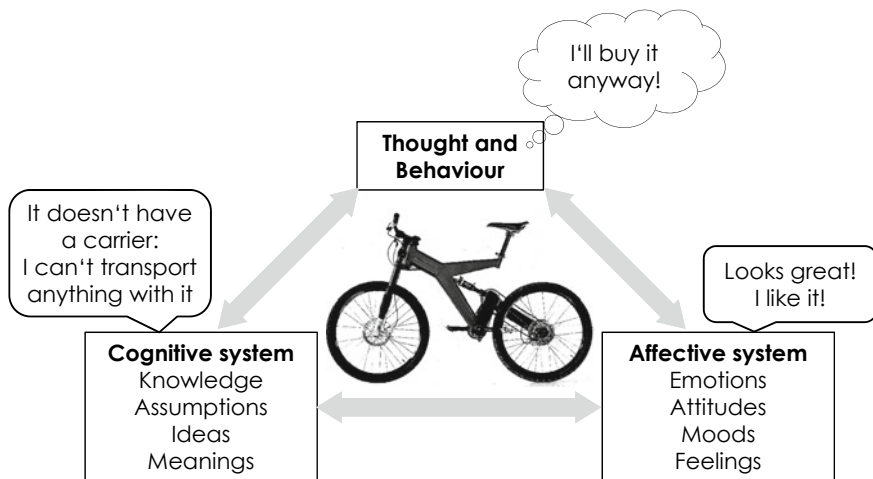 I‘ll buy it
anyway!
Thought and
Behaviour
It doesn‘t have
a carrier:
I can‘t transport
anything with it
Looks great!
I like it!
Cognitive system
Knowledge
Assumptions
Ideas
Meanings
Affective system
Emotions
Attitudes
Moods
Feelings